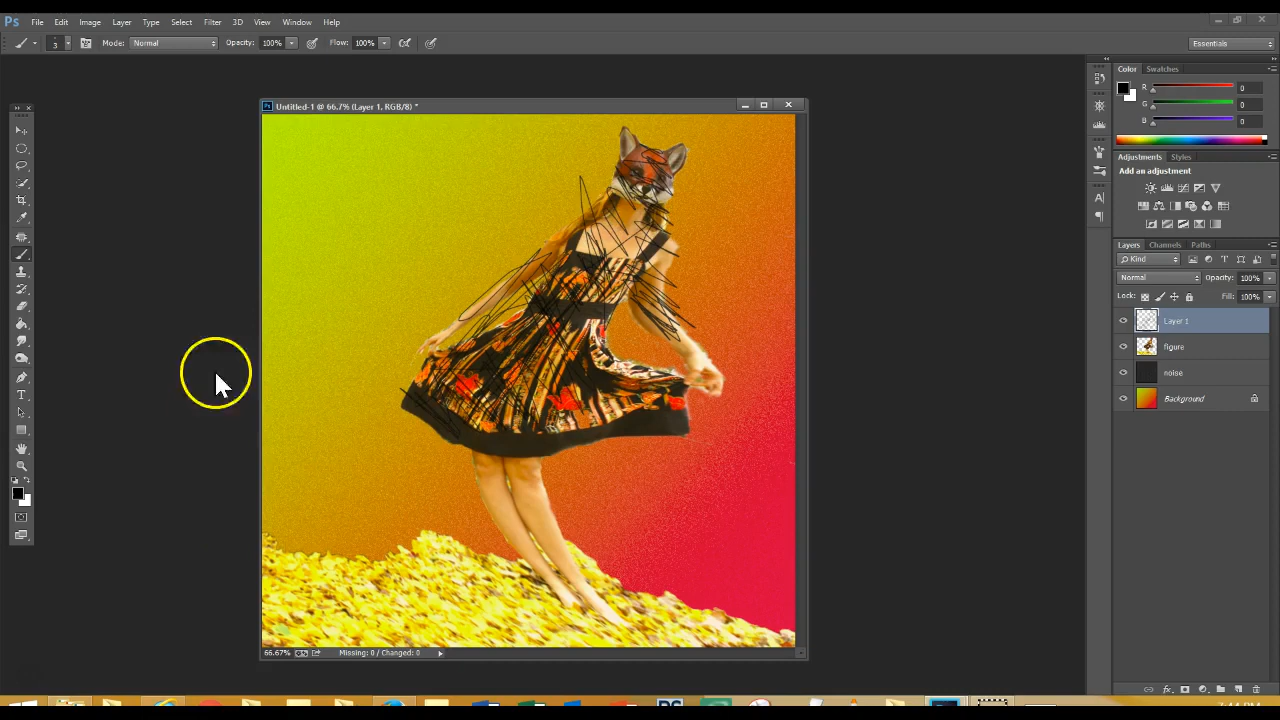 Ps File Edit Image Layer Type Select Filter 3D View Window Help
3 Mode: Normal Opacity: 100% Flow: 100% Essentials
Color Swatches
R 0
G 0
B 0
Untitled-1 @ 66.7% (Layer 1, RGB/8) *
Adjustments Styles
Add an adjustment
Layers Channels Paths
Kind
Normal Opacity: 100%
Lock: Fill: 100%
Layer 1
figure
noise
Background
66.67% Missing: 0 / Changed: 0